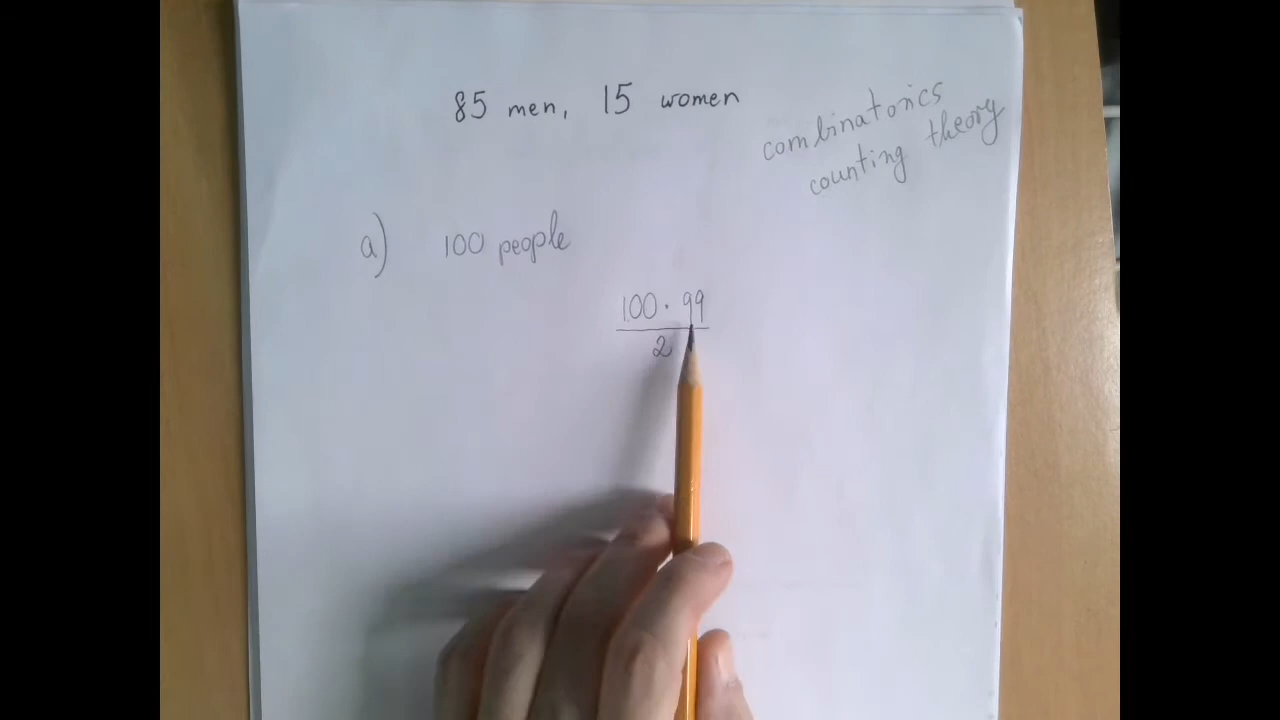 85 men, 15 women
combinatorics
counting theory
a) 100 people
100 · 99
2